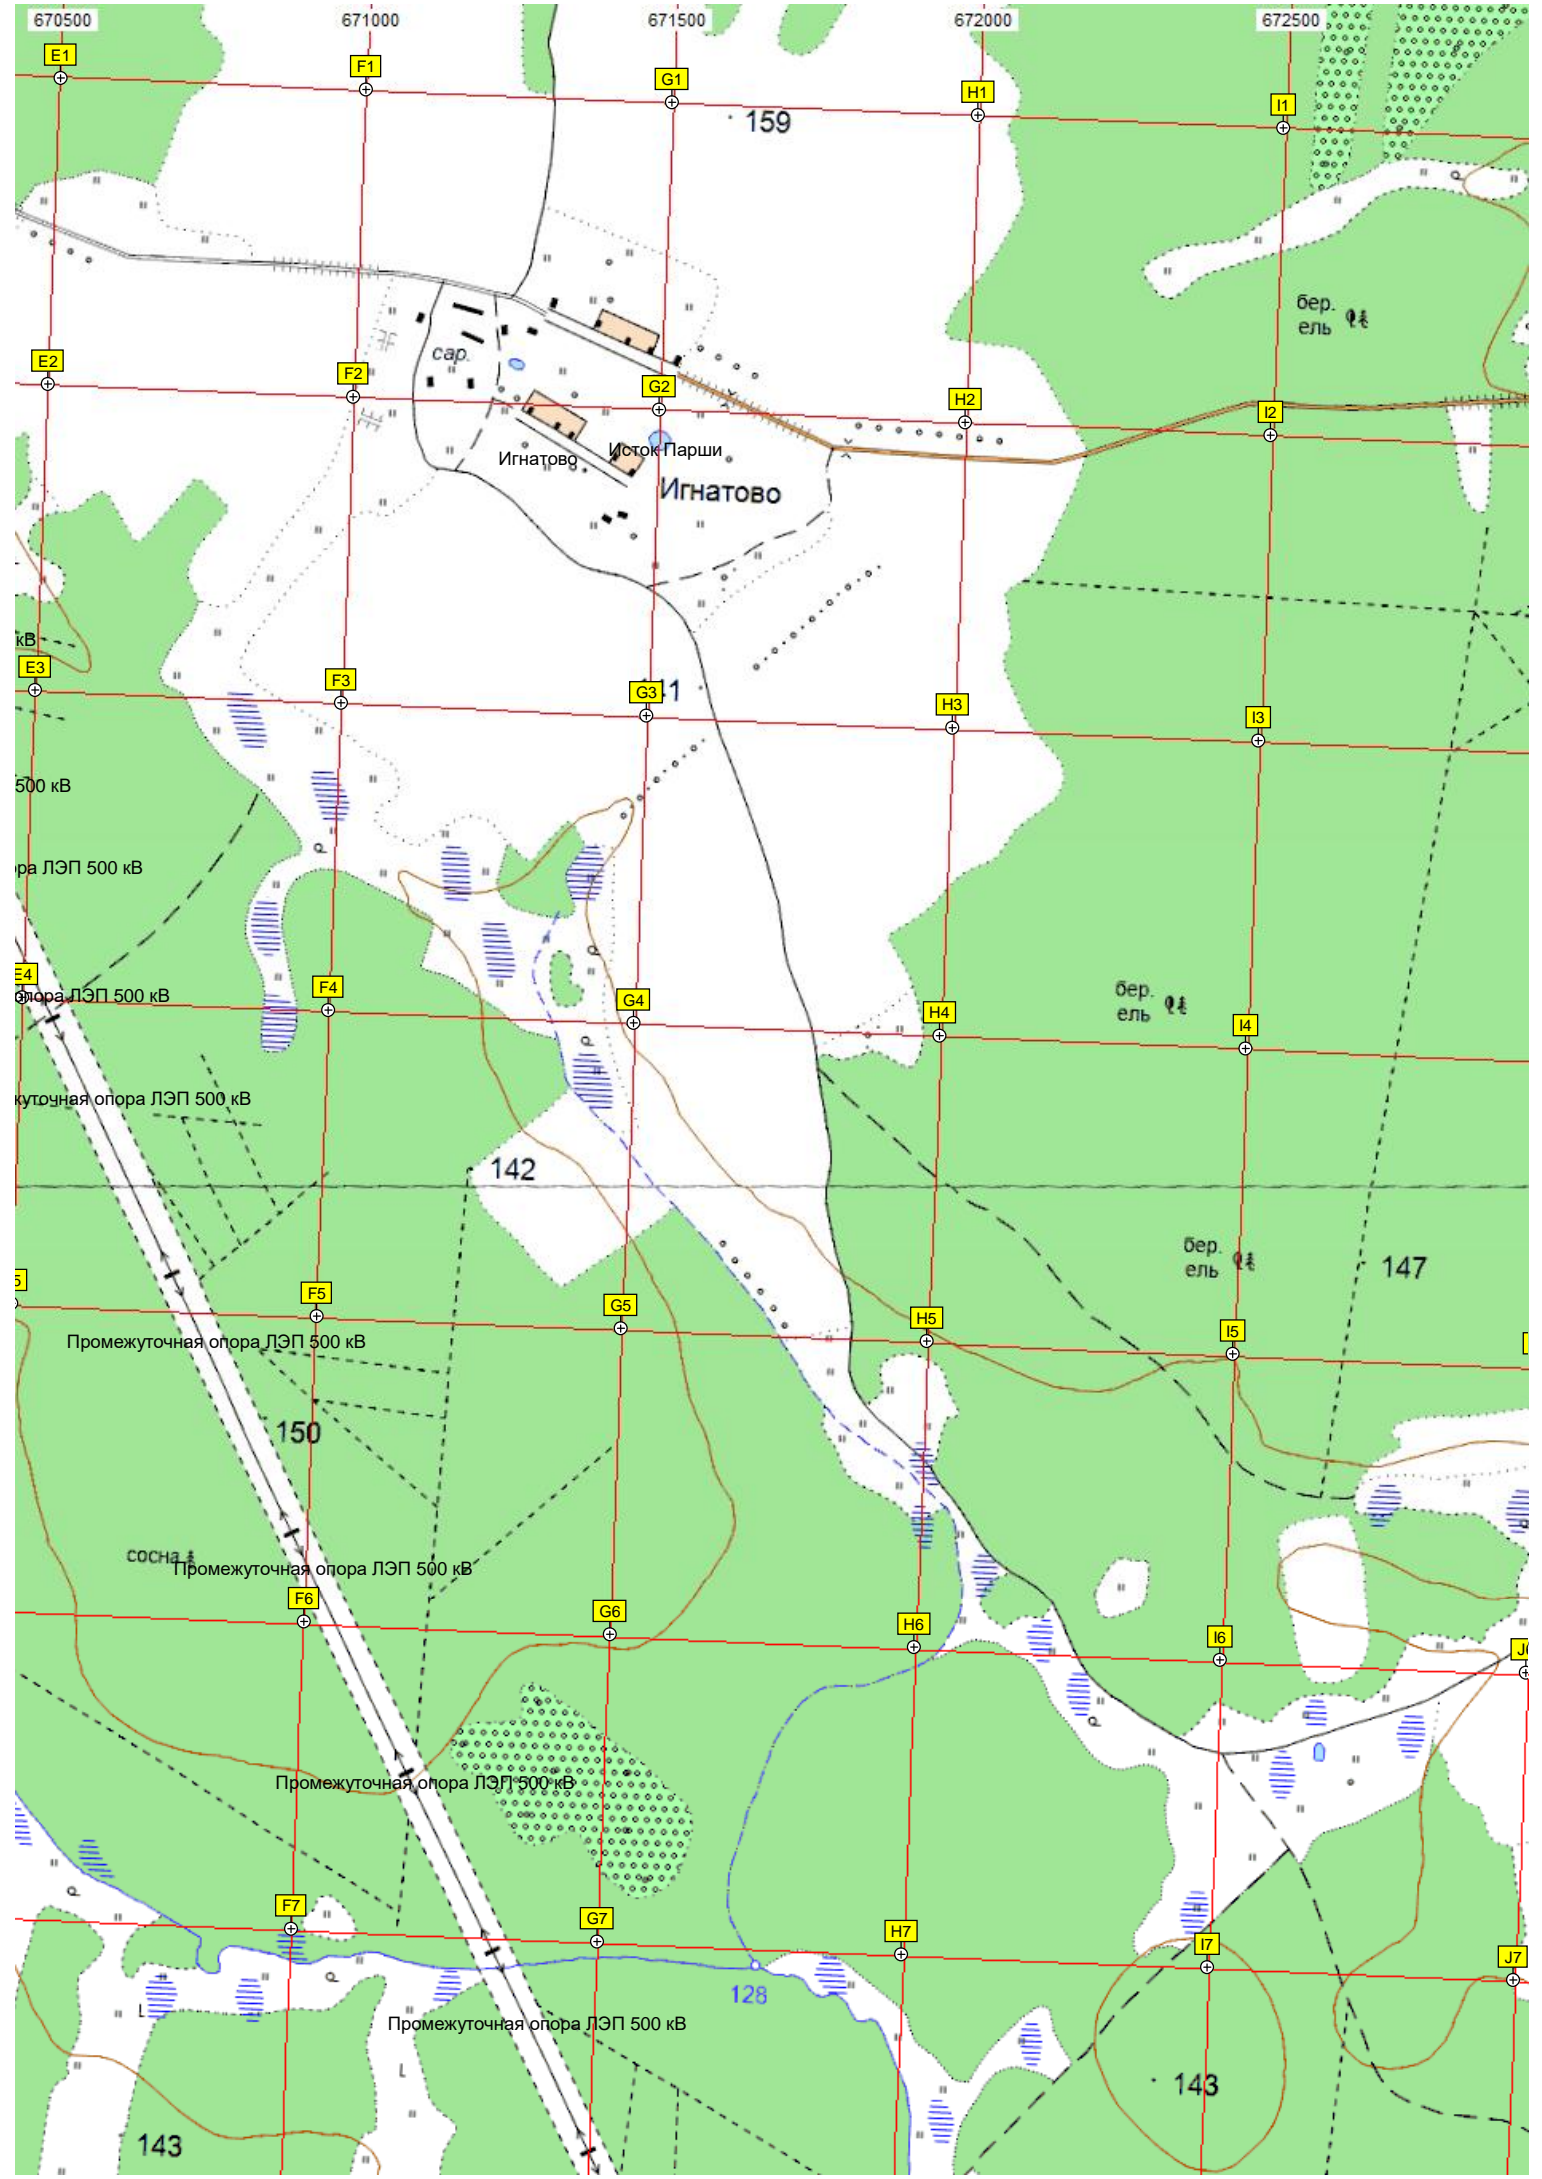 670500 671000 671500 672000 672500
E1 F1 G1 H1 I1
159
бер.
ель
сар.
E2 F2 G2 H2 I2
Игнатово Исток Парши
Игнатово
кВ
E3 F3 G3 H3 I3
500 кВ
ора ЛЭП 500 кВ
E4 F4 G4 H4 I4
опора ЛЭП 500 кВ
бер.
ель
жуточная опора ЛЭП 500 кВ
142
бер.
ель
147
5 F5 G5 H5 I5
Промежуточная опора ЛЭП 500 кВ
150
сосна
Промежуточная опора ЛЭП 500 кВ
F6 G6 H6 I6
Промежуточная опора ЛЭП 500 кВ
F7 G7 H7 I7 J7
128
Промежуточная опора ЛЭП 500 кВ
143
143